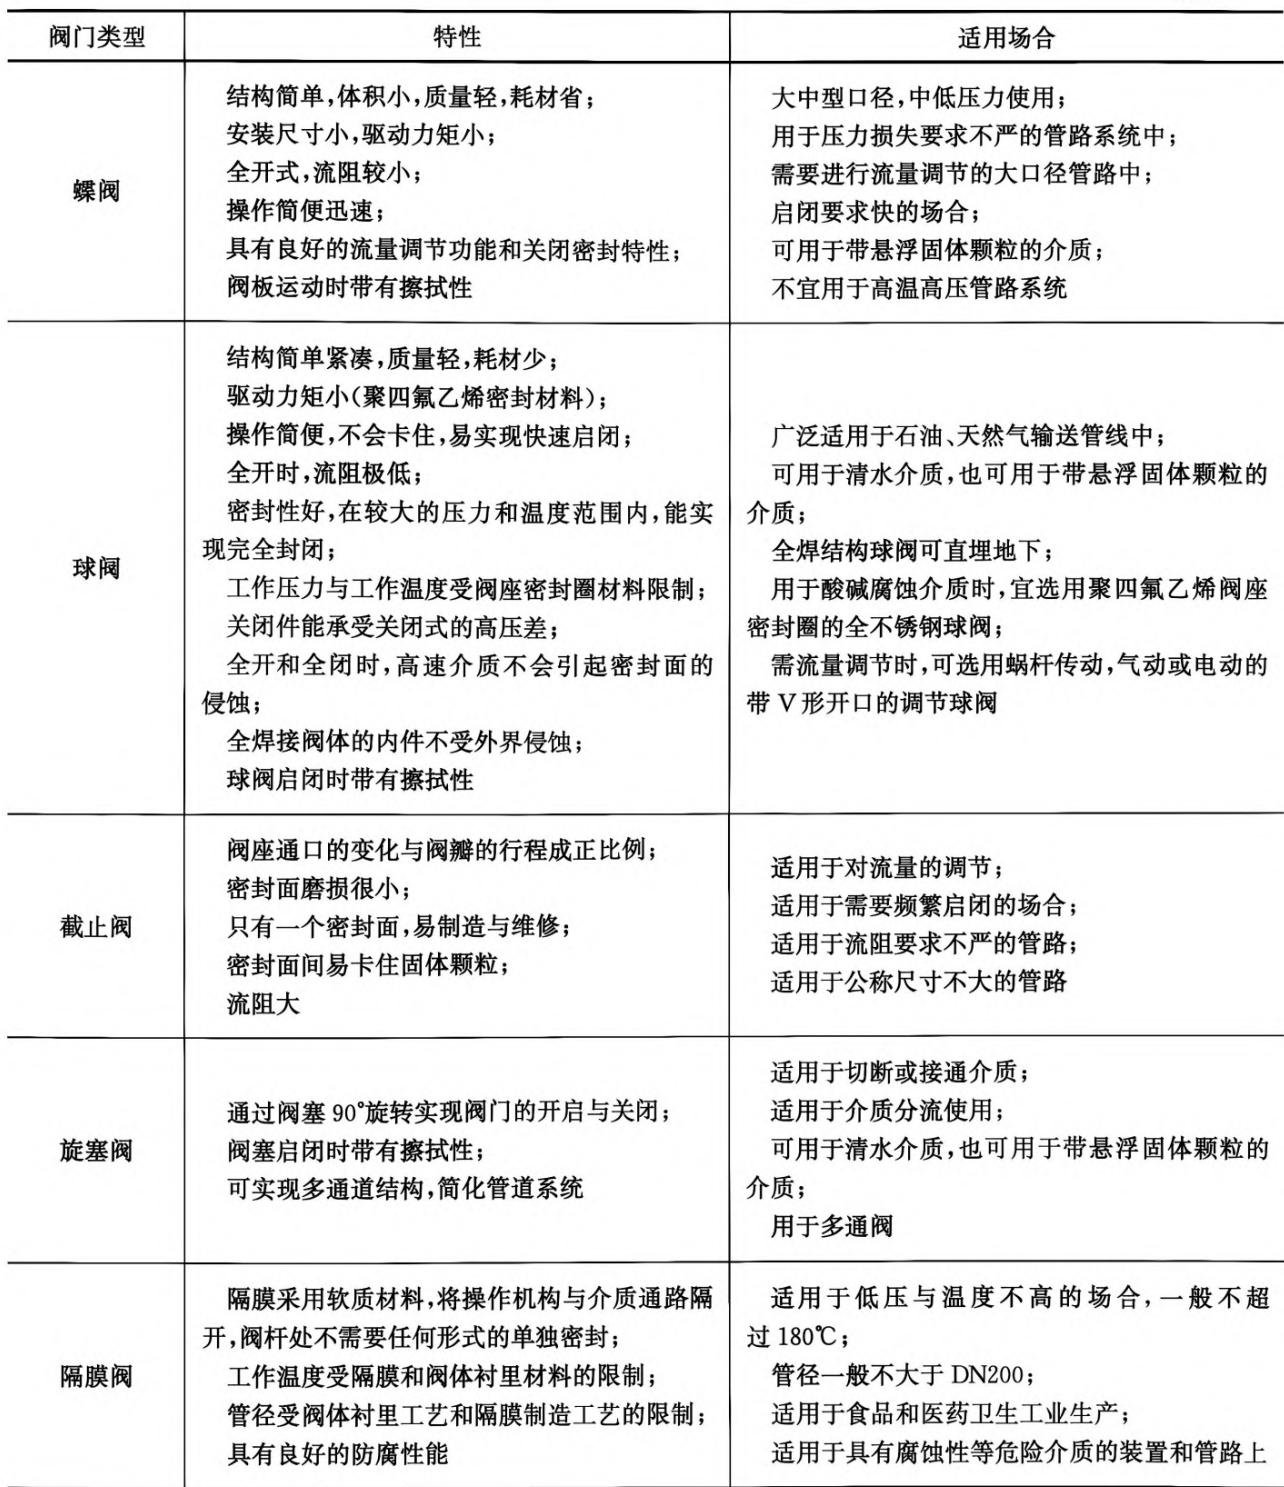 阀门类型 特性 适用场合
蝶阀
结构简单,体积小,质量轻,耗材省;
安装尺寸小,驱动力矩小;
全开式,流阻较小;
操作简便迅速;
具有良好的流量调节功能和关闭密封特性;
阀板运动时带有擦拭性
大中型口径,中低压力使用;
用于压力损失要求不严的管路系统中;
需要进行流量调节的大口径管路中;
启闭要求快的场合;
可用于带悬浮固体颗粒的介质;
不宜用于高温高压管路系统
球阀
结构简单紧凑,质量轻,耗材少;
驱动力矩小(聚四氟乙烯密封材料);
操作简便,不会卡住,易实现快速启闭;
全开时,流阻极低;
密封性好,在较大的压力和温度范围内,能实
现完全封闭;
工作压力与工作温度受阀座密封圈材料限制;
关闭件能承受关闭式的高压差;
全开和全闭时,高速介质不会引起密封面的
侵蚀;
全焊接阀体的内件不受外界侵蚀;
球阀启闭时带有擦拭性
广泛适用于石油、天然气输送管线中;
可用于清水介质,也可用于带悬浮固体颗粒的
介质;
全焊结构球阀可直埋地下;
用于酸碱腐蚀介质时,宜选用聚四氟乙烯阀座
密封圈的全不锈钢球阀;
需流量调节时,可选用蜗杆传动,气动或电动的
带 V 形开口的调节球阀
截止阀
阀座通口的变化与阀瓣的行程成正比例;
密封面磨损很小;
只有一个密封面,易制造与维修;
密封面间易卡住固体颗粒;
流阻大
适用于对流量的调节;
适用于需要频繁启闭的场合;
适用于流阻要求不严的管路;
适用于公称尺寸不大的管路
旋塞阀
通过阀塞 90°旋转实现阀门的开启与关闭;
阀塞启闭时带有擦拭性;
可实现多通道结构,简化管道系统
适用于切断或接通介质;
适用于介质分流使用;
可用于清水介质,也可用于带悬浮固体颗粒的
介质;
用于多通阀
隔膜阀
隔膜采用软质材料,将操作机构与介质通路隔
开,阀杆处不需要任何形式的单独密封;
工作温度受隔膜和阀体衬里材料的限制;
管径受阀体衬里工艺和隔膜制造工艺的限制;
具有良好的防腐性能
适用于低压与温度不高的场合,一般不超
过 180℃;
管径一般不大于 DN200;
适用于食品和医药卫生工业生产;
适用于具有腐蚀性等危险介质的装置和管路上